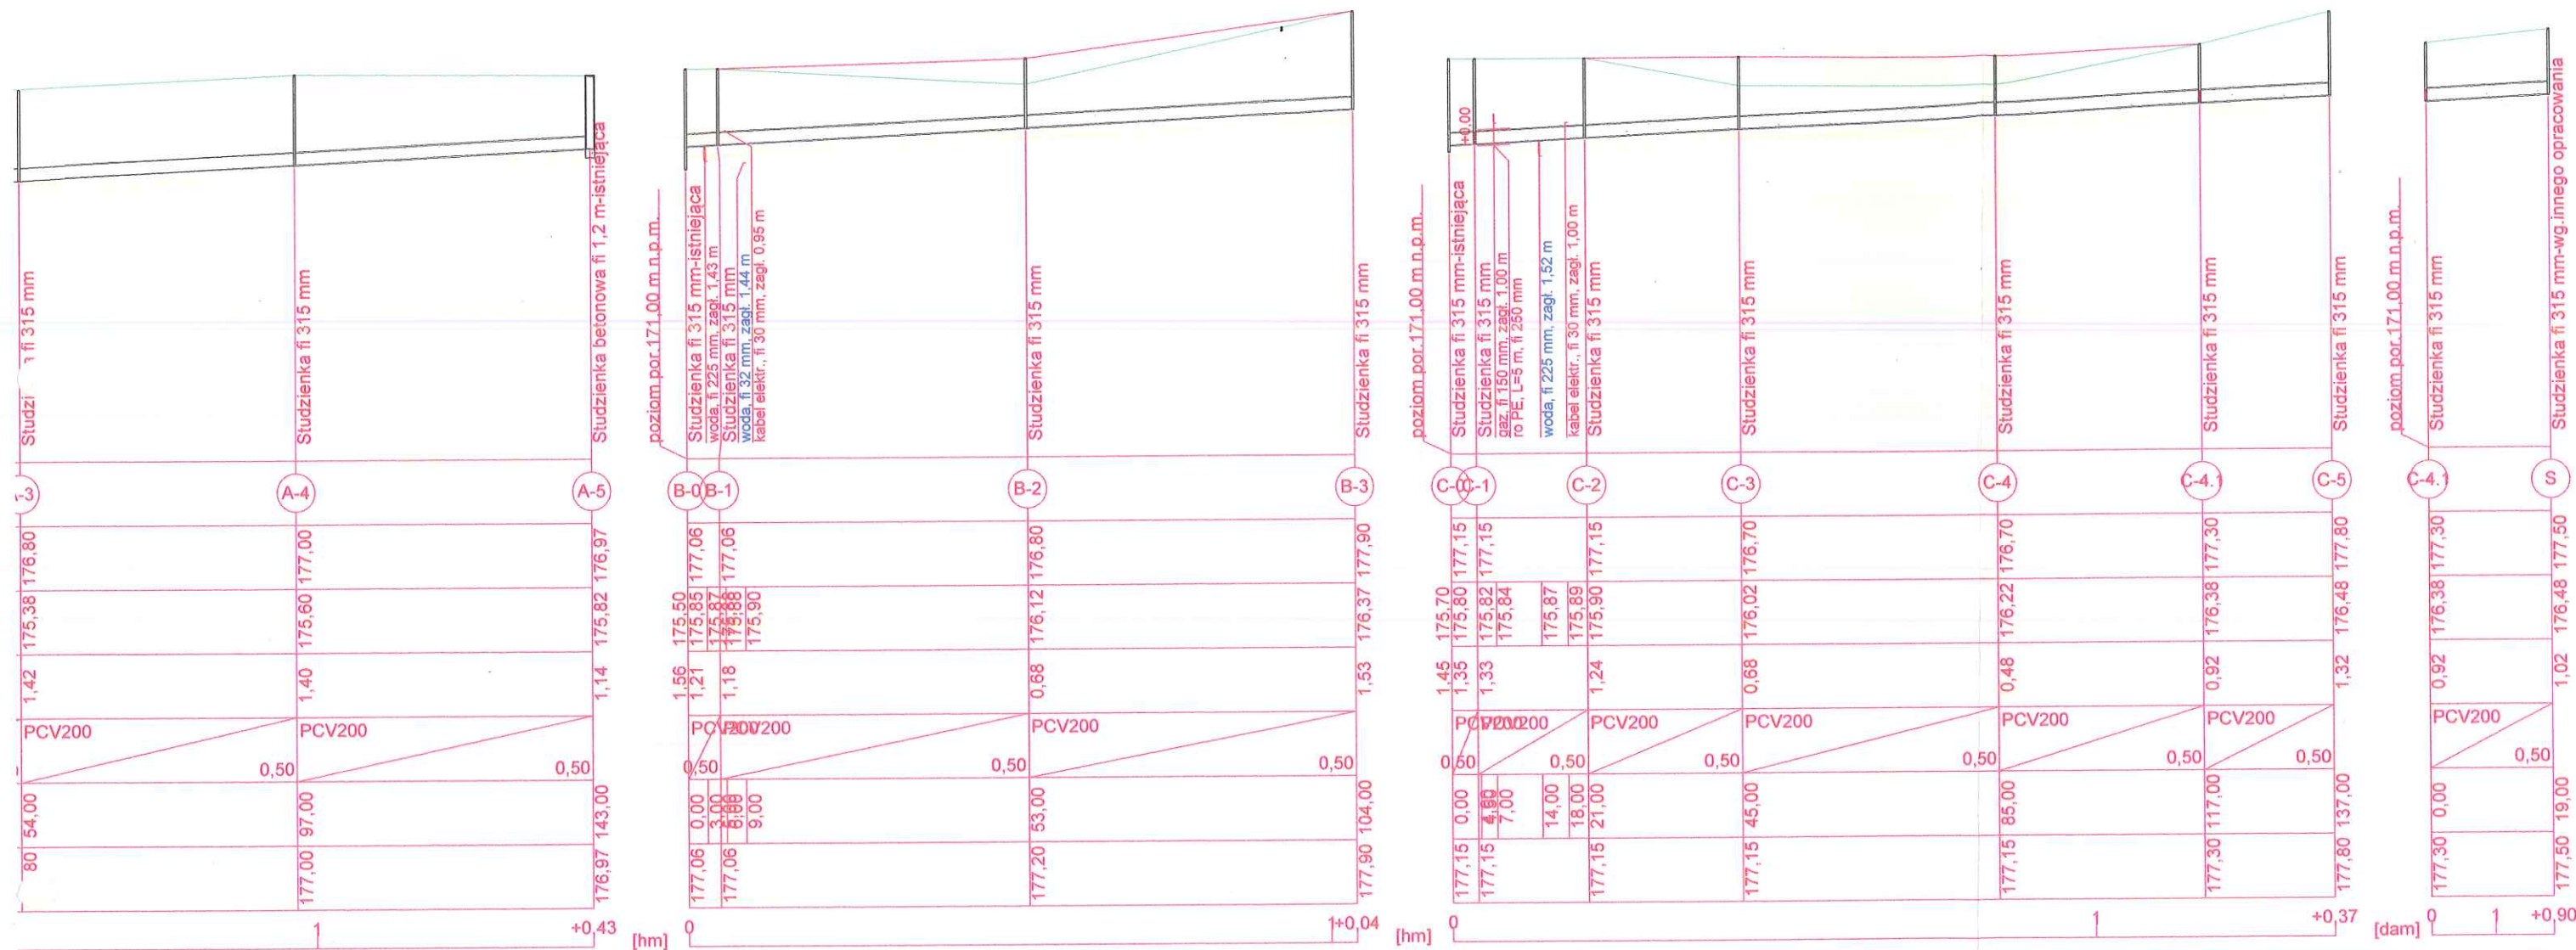 Studzi fi 315 mm
Studzienka fi 315 mm
Studzienka betonowa fi 1,2 m-istniejąca
A-4
A-5
176,80
177,00
176,97
175,38
175,60
175,82
1,42
1,40
1,14
PCV200
0,50
PCV200
0,50
54,00
97,00
143,00
80
177,00
176,97
1
+0,43
poziom por.171,00 m n.p.m.
Studzienka fi 315 mm-istniejąca
woda, fi 225 mm, zagł. 1,43 m
Studzienka fi 315 mm
woda, fi 32 mm, zagł. 1,44 m
kabel elektr., fi 30 mm, zagł. 0,95 m
Studzienka fi 315 mm
Studzienka fi 315 mm
B-0
B-1
B-2
B-3
177,06
177,06
176,80
177,90
175,50
175,85
175,87
175,88
175,90
176,12
176,37
1,56
1,21
1,18
0,68
1,53
PCV200
0,50
PCV200
0,50
PCV200
0,50
0,00
3,00
9,00
53,00
104,00
177,06
177,06
177,20
177,90
[hm]
0
1+0,04
poziom por.171,00 m n.p.m.
+0,00
Studzienka fi 315 mm-istniejąca
Studzienka fi 315 mm
gaz, fi 150 mm, zagł. 1,00 m
ro PE, L=5 m, fi 250 mm
woda, fi 225 mm, zagł. 1,52 m
kabel elektr., fi 30 mm, zagł. 1,00 m
Studzienka fi 315 mm
Studzienka fi 315 mm
Studzienka fi 315 mm
Studzienka fi 315 mm
Studzienka fi 315 mm
C-0
C-1
C-2
C-3
C-4
C-4.1
C-5
177,15
177,15
177,15
176,70
176,70
177,30
177,80
175,70
175,80
175,82
175,84
175,87
175,89
175,90
176,02
176,22
176,38
176,48
1,45
1,35
1,33
1,24
0,68
0,48
0,92
1,32
PCV200
0,50
PCV200
0,50
PCV200
0,50
PCV200
0,50
PCV200
0,50
PCV200
0,50
0,00
7,00
14,00
18,00
21,00
45,00
85,00
117,00
137,00
177,15
177,15
177,15
177,15
177,15
177,30
177,80
[hm]
0
1
+0,37
poziom por.171,00 m n.p.m.
Studzienka fi 315 mm
Studzienka fi 315 mm-wg.innego opracowania
C-4.1
S
177,30
177,50
176,38
176,48
0,92
1,02
PCV200
0,50
0,00
19,00
177,30
177,50
[dam]
0
1
+0,90